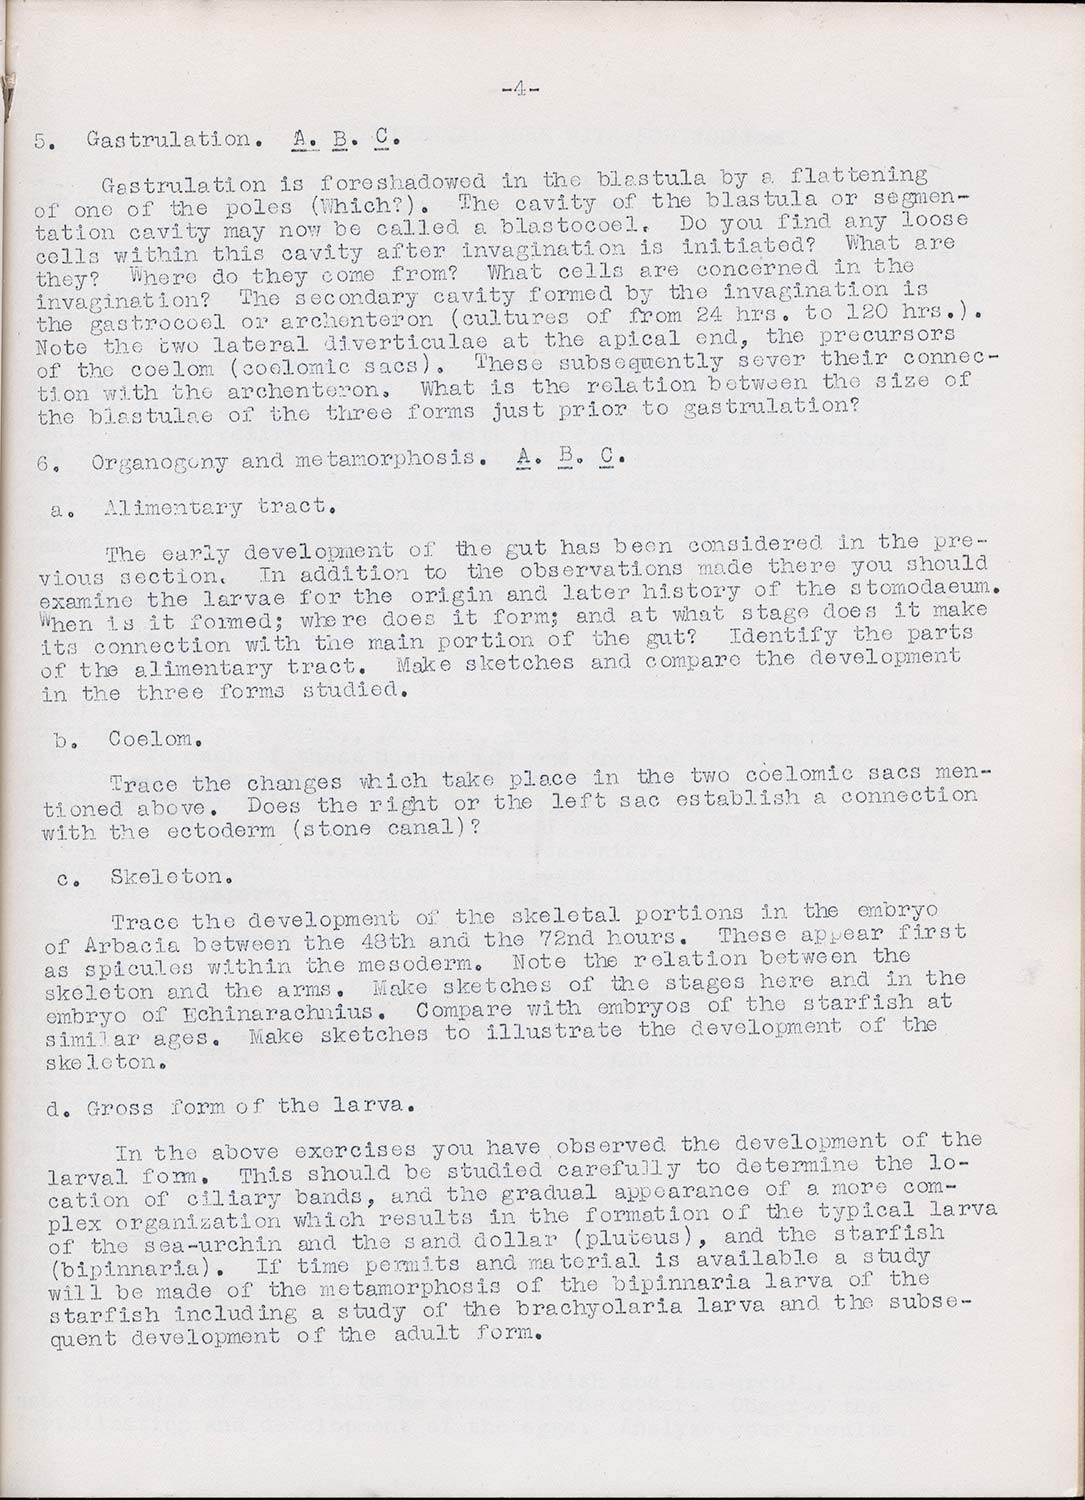 -4-
5. Gastrulation. A. B. C.
Gastrulation is foreshadowed in the blastula by a flattening
of one of the poles (Which?). The cavity of the blastula or segmen-
tation cavity may now be called a blastocoel. Do you find any loose
cells within this cavity after invagination is initiated? What are
they? Where do they come from? What cells are concerned in the
invagination? The secondary cavity formed by the invagination is
the gastrocoel or archenteron (cultures of from 24 hrs. to 120 hrs.).
Note the two lateral diverticulae at the apical end, the precursors
of the coelom (coelomic sacs). These subsequently sever their connec-
tion with the archenteron. What is the relation between the size of
the blastulae of the three forms just prior to gastrulation?
6. Organogony and metamorphosis. A. B. C.
a. Alimentary tract.
The early development of the gut has been considered in the pre-
vious section. In addition to the observations made there you should
examine the larvae for the origin and later history of the stomodaeum.
When is it formed; where does it form; and at what stage does it make
its connection with the main portion of the gut? Identify the parts
of the alimentary tract. Make sketches and compare the development
in the three forms studied.
b. Coelom.
Trace the changes which take place in the two coelomic sacs men-
tioned above. Does the right or the left sac establish a connection
with the ectoderm (stone canal)?
c. Skeleton.
Trace the development of the skeletal portions in the embryo
of Arbacia between the 48th and the 72nd hours. These appear first
as spicules within the mesoderm. Note the relation between the
skeleton and the arms. Make sketches of the stages here and in the
embryo of Echinarachnius. Compare with embryos of the starfish at
similar ages. Make sketches to illustrate the development of the
skeleton.
d. Gross form of the larva.
In the above exercises you have observed the development of the
larval form. This should be studied carefully to determine the lo-
cation of ciliary bands, and the gradual appearance of a more com-
plex organization which results in the formation of the typical larva
of the sea-urchin and the sand dollar (pluteus), and the starfish
(bipinnaria). If time permits and material is available a study
will be made of the metamorphosis of the bipinnaria larva of the
starfish including a study of the brachyolaria larva and the subse-
quent development of the adult form.